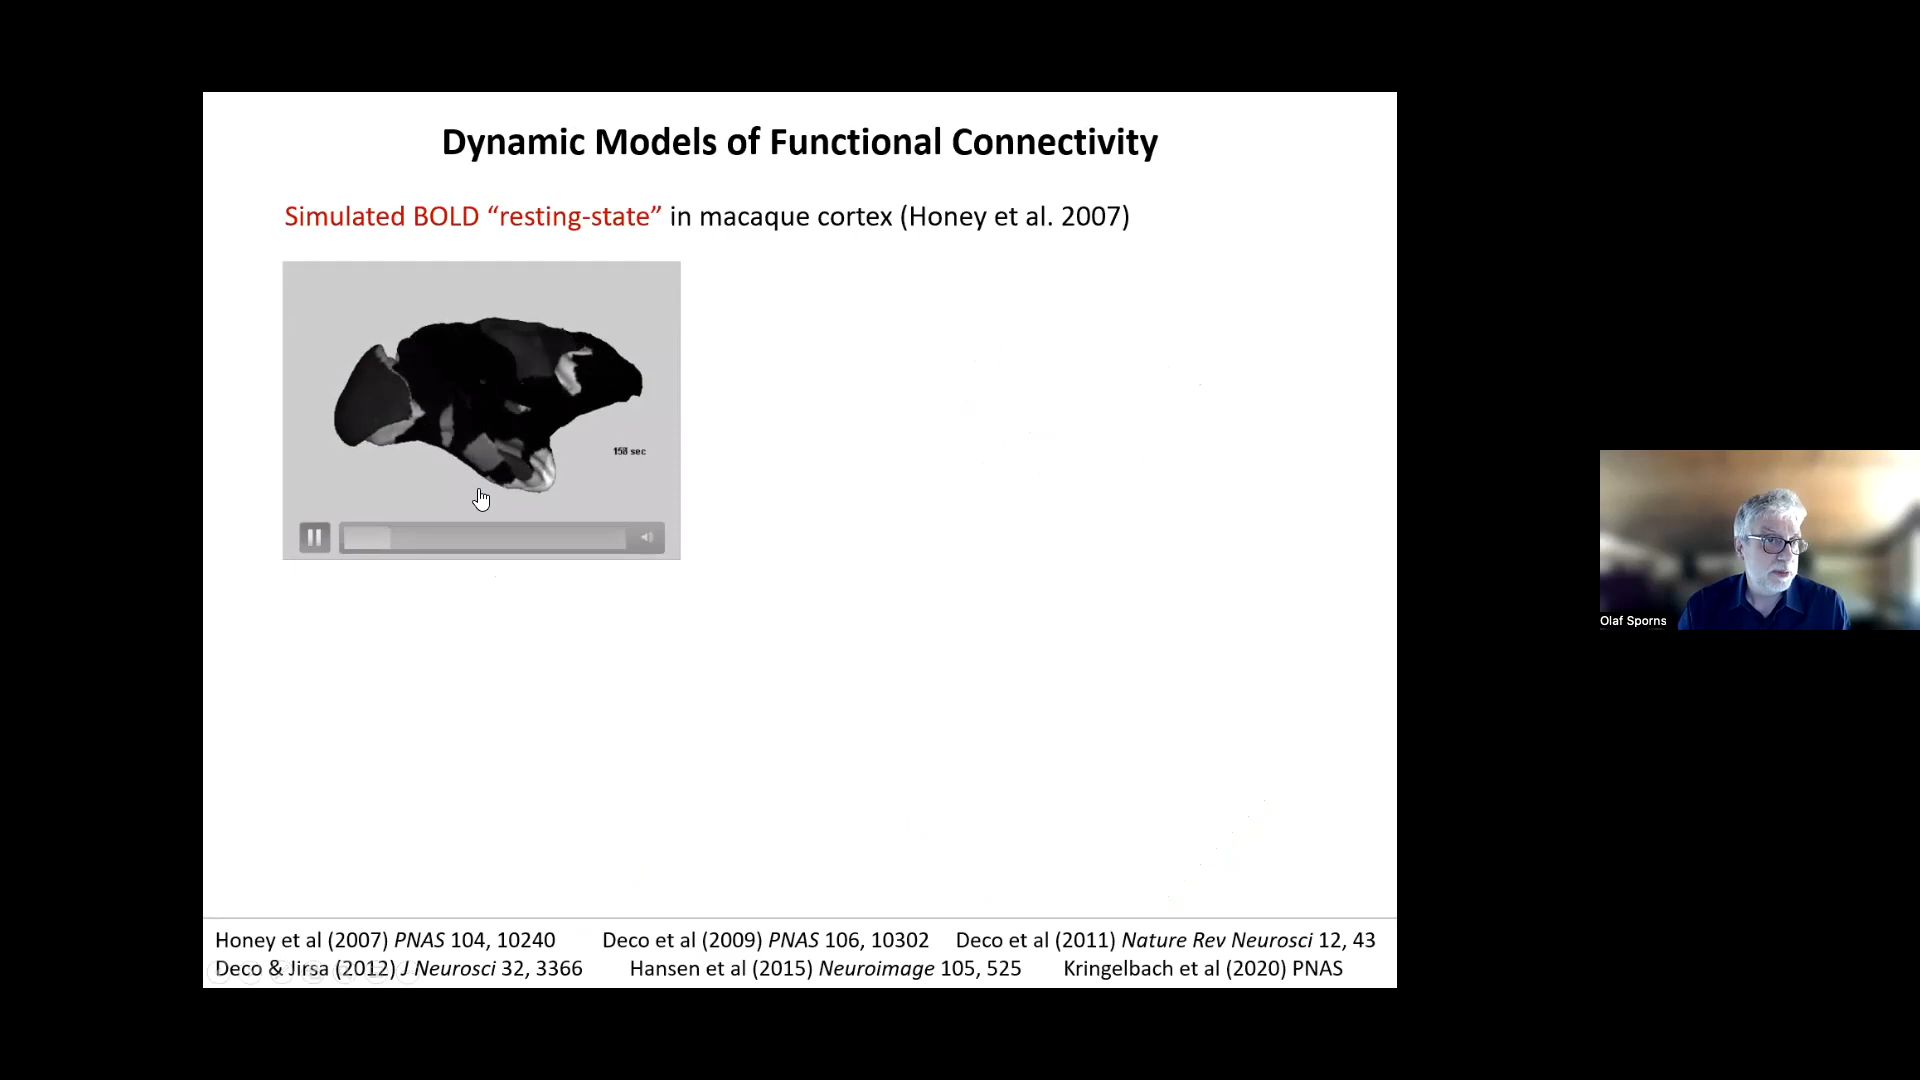 Dynamic Models of Functional Connectivity
Simulated BOLD “resting-state” in macaque cortex (Honey et al. 2007)
sec
Olaf Sporns
Honey et al (2007) PNAS 104, 10240 Deco et al (2009) PNAS 106, 10302 Deco et al (2011) Nature Rev Neurosci 12, 43
Deco & Jirsa (2012) J Neurosci 32, 3366 Hansen et al (2015) Neuroimage 105, 525 Kringelbach et al (2020) PNAS